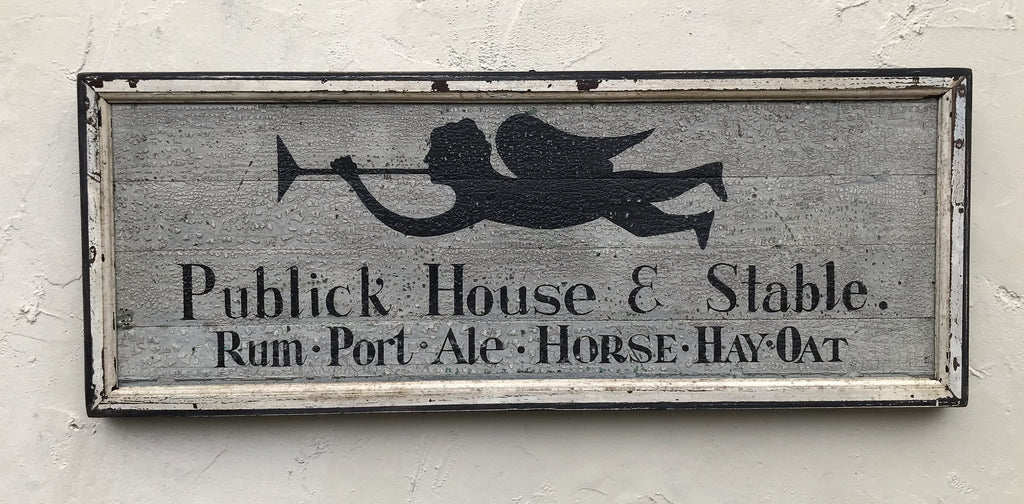 Publick House & Stable.
Rum · Port · Ale · Horse · Hay · Oat